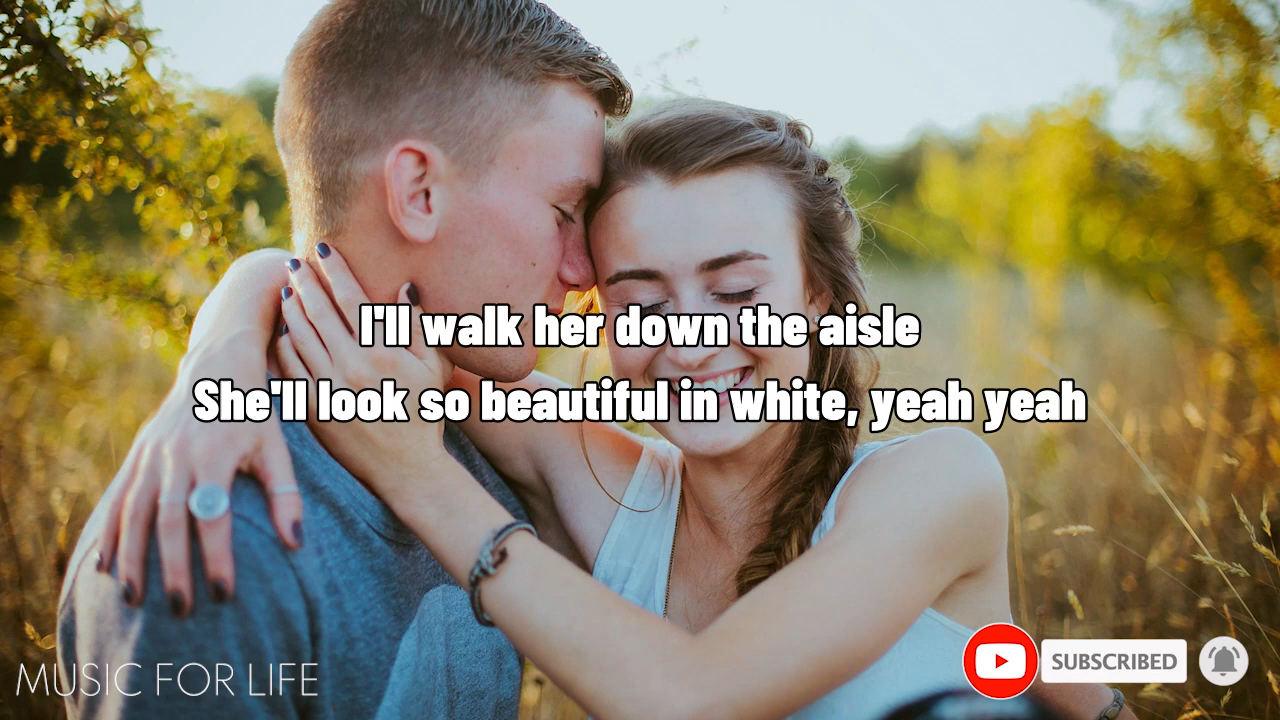 I'll walk her down the aisle
She'll look so beautiful in white, yeah yeah
MUSIC FOR LIFE
SUBSCRIBED